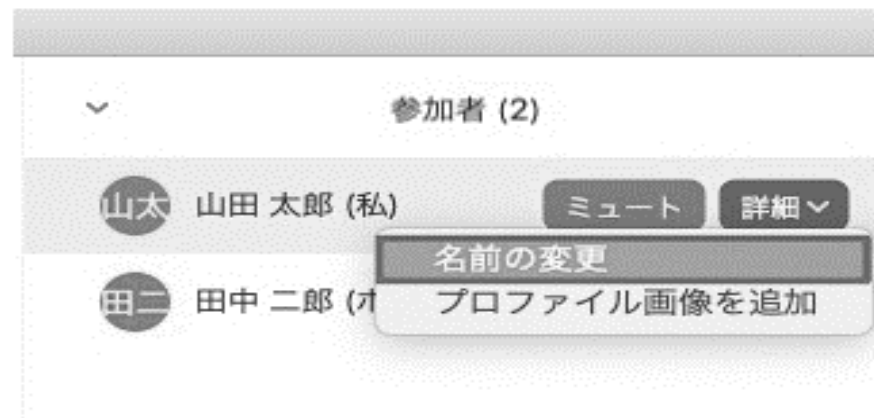 参加者 (2)
山太 山田 太郎 (私) ミュート 詳細
名前の変更
田二 田中 二郎 (ホ
プロファイル画像を追加